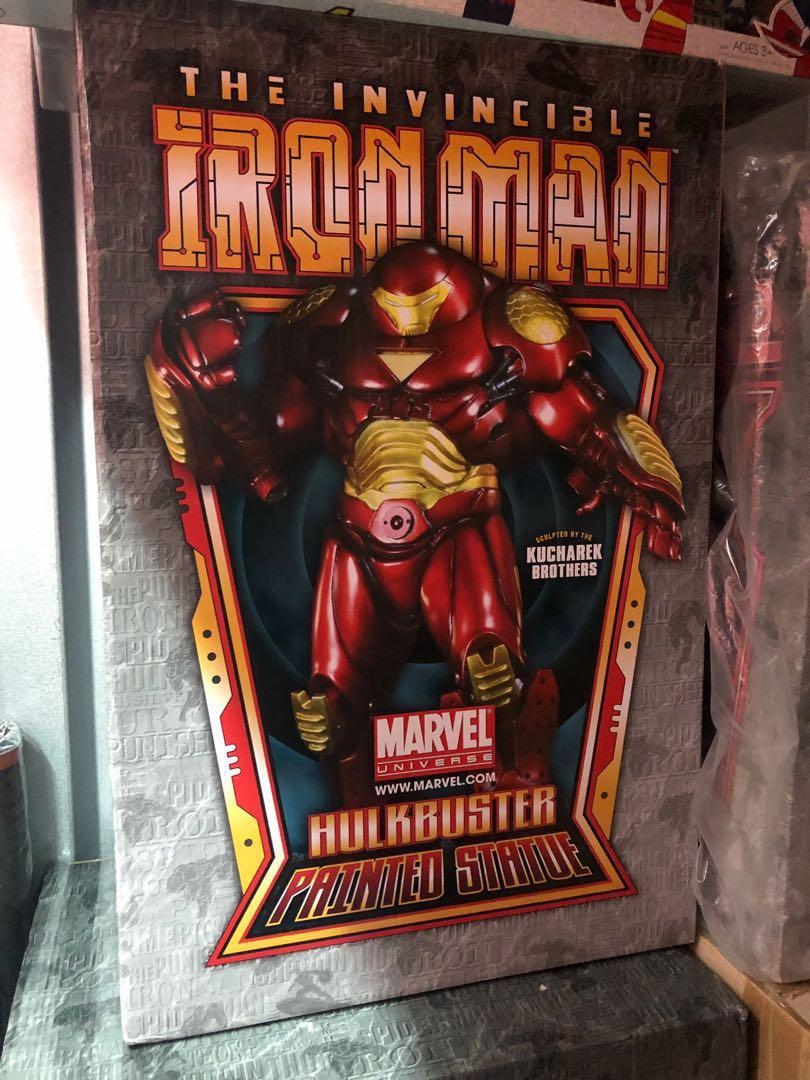 AGES 3+
THE INVINCIBLE
IRON MAN
TM
SCULPTED BY THE
KUCHAREK
BROTHERS
MARVEL
UNIVERSE
WWW.MARVEL.COM
HULKBUSTER
PAINTED STATUE